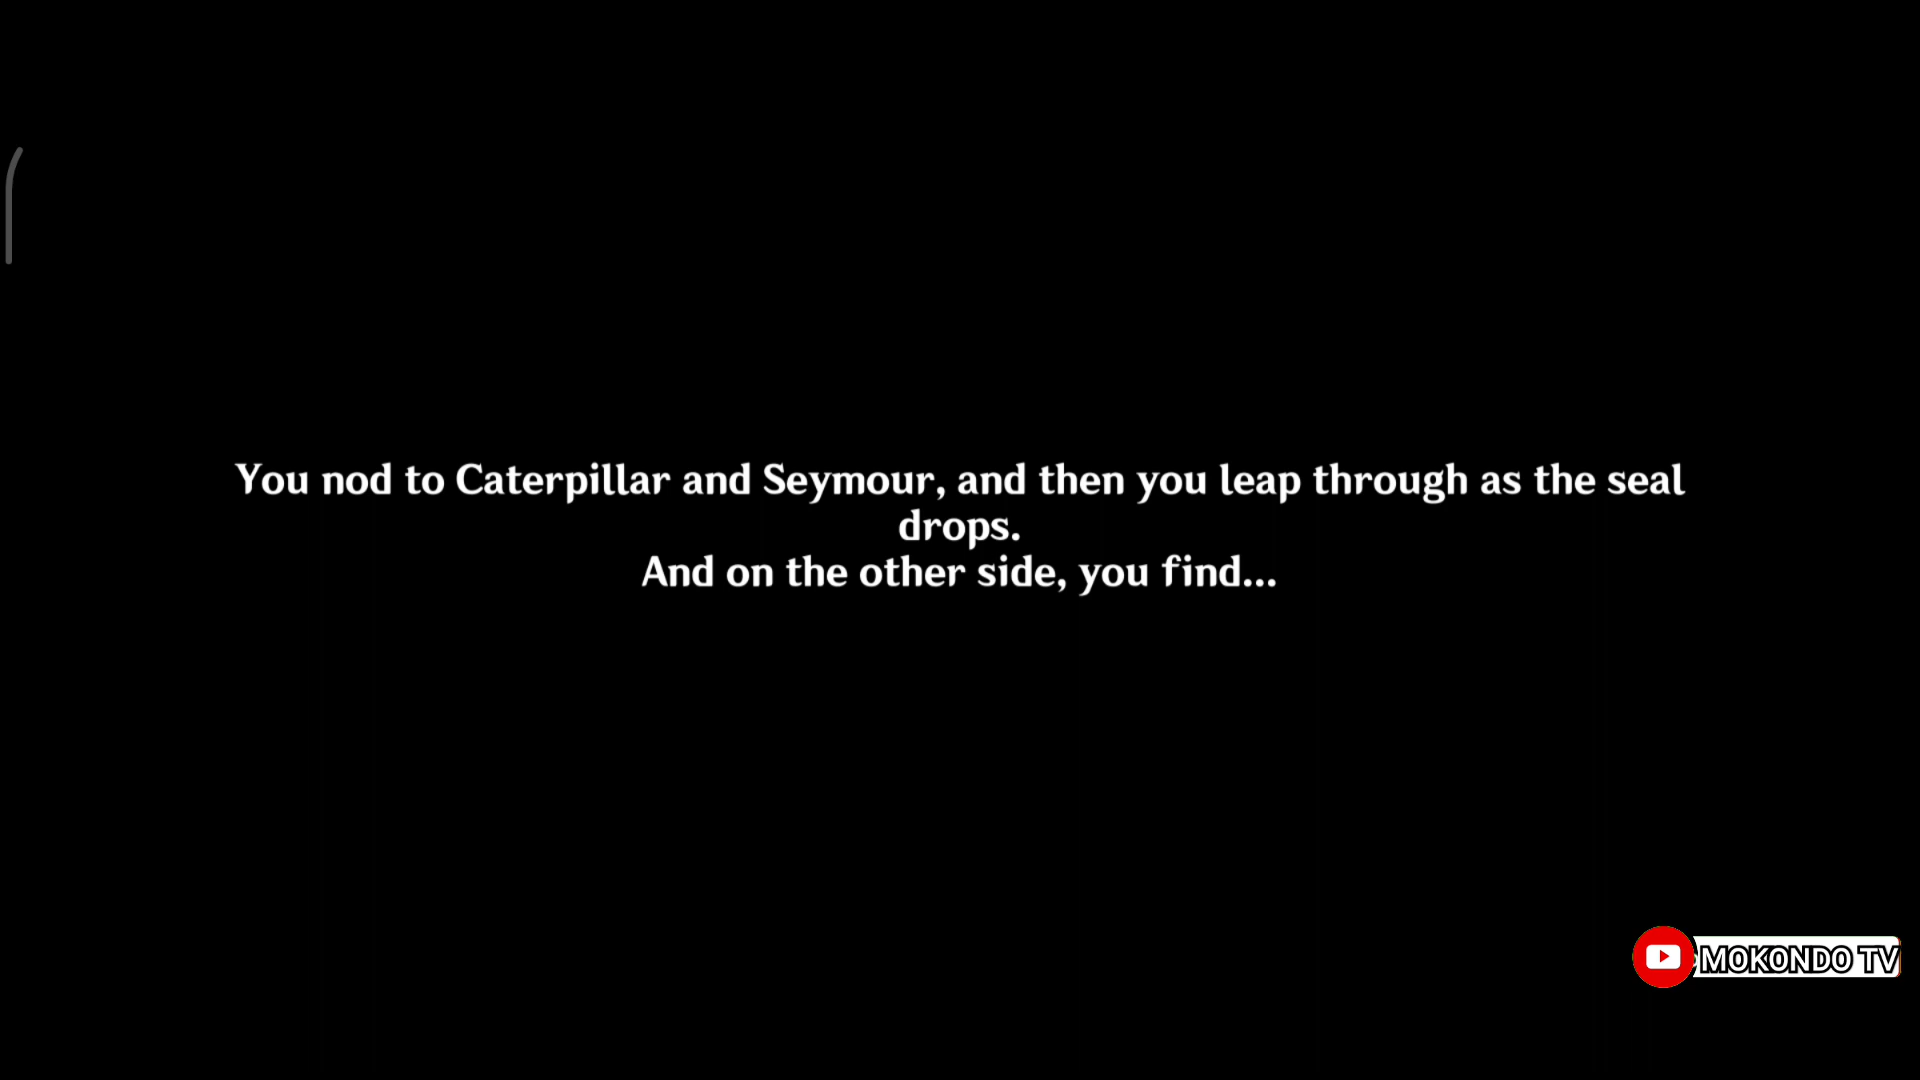 You nod to Caterpillar and Seymour, and then you leap through as the seal
drops.
And on the other side, you find...
MOKONDO TV